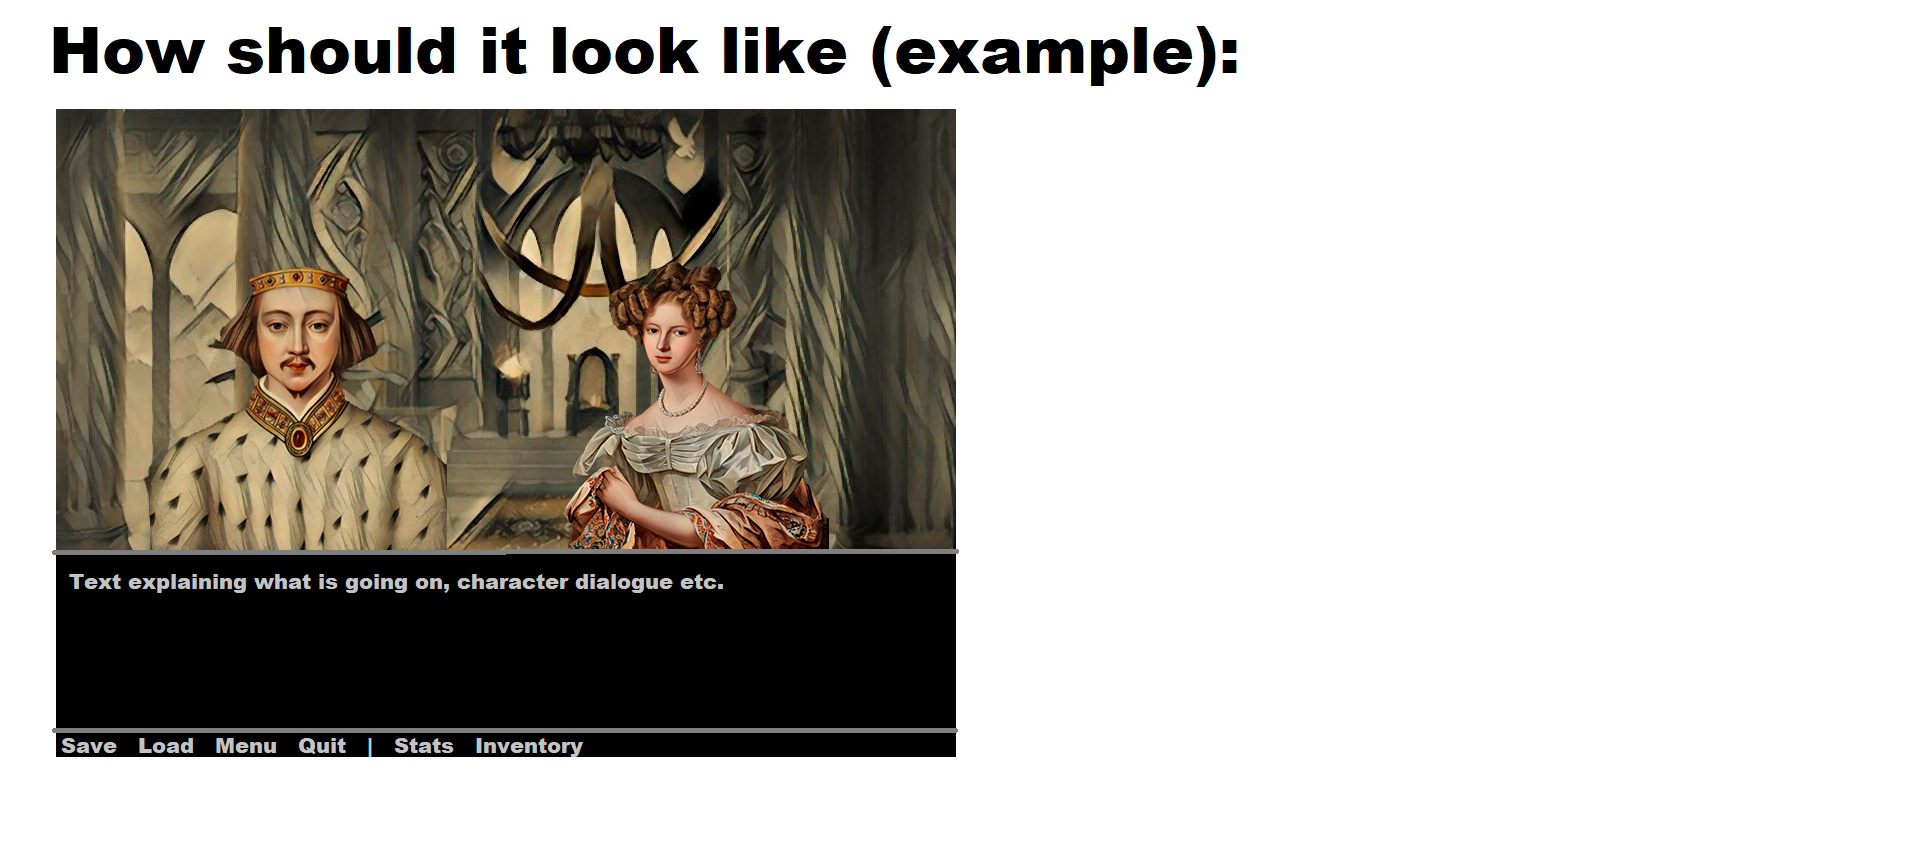 How should it look like (example):
Text explaining what is going on, character dialogue etc.
Save Load Menu Quit | Stats Inventory